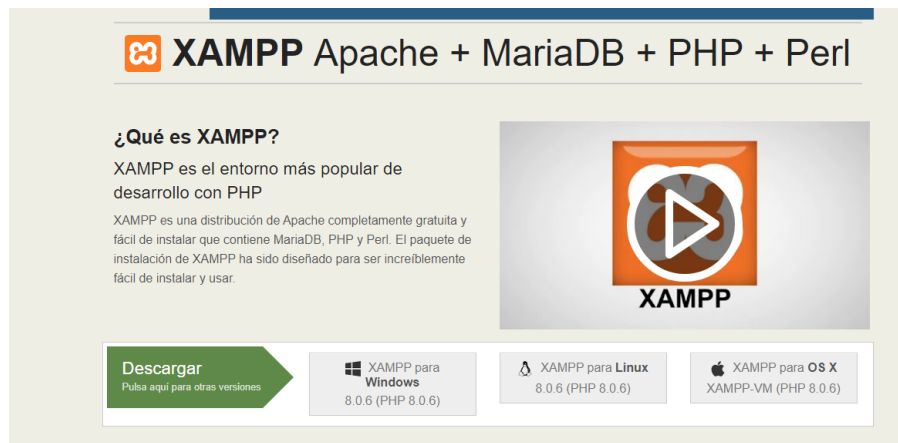 XAMPP Apache + MariaDB + PHP + Perl
¿Qué es XAMPP?
XAMPP es el entorno más popular de
desarrollo con PHP
XAMPP es una distribución de Apache completamente gratuita y
fácil de instalar que contiene MariaDB, PHP y Perl. El paquete de
instalación de XAMPP ha sido diseñado para ser increíblemente
fácil de instalar y usar.
XAMPP
Descargar
Pulsa aquí para otras versiones
XAMPP para
Windows
8.0.6 (PHP 8.0.6)
XAMPP para Linux
8.0.6 (PHP 8.0.6)
XAMPP para OS X
XAMPP-VM (PHP 8.0.6)